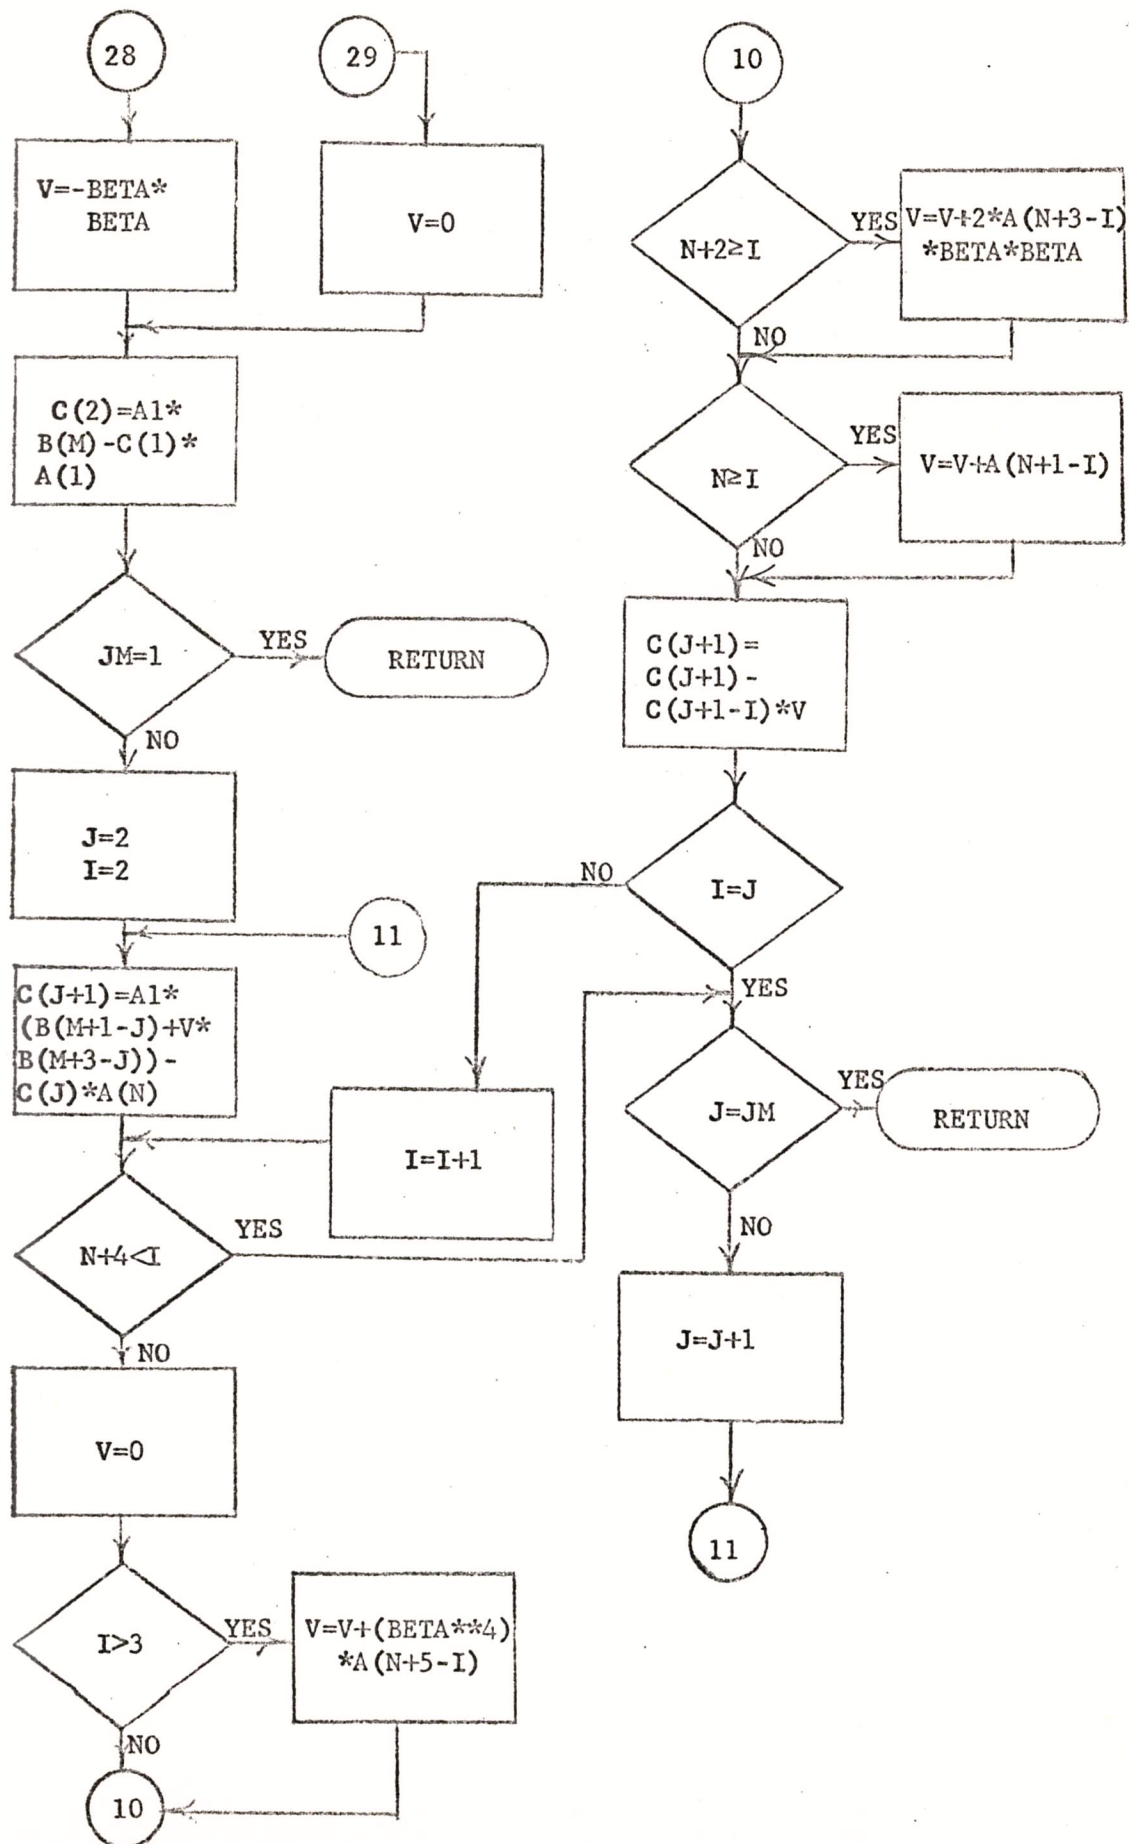 28
V=-BETA*
BETA
29
V=0
C(2)=A1*
B(M)-C(1)*
A(1)
JM=1
YES
RETURN
NO
J=2
I=2
11
C(J+1)=A1*
(B(M+1-J)+V*
B(M+3-J))-
C(J)*A(N)
I=I+1
N+4<I
YES
NO
V=0
I>3
YES
V=V+(BETA**4)
*A(N+5-I)
NO
10
10
N+2≥I
YES
V=V+2*A(N+3-I)
*BETA*BETA
NO
N≥I
YES
V=V+A(N+1-I)
NO
C(J+1)=
C(J+1)-
C(J+1-I)*V
NO
I=J
YES
J=JM
YES
RETURN
NO
J=J+1
11